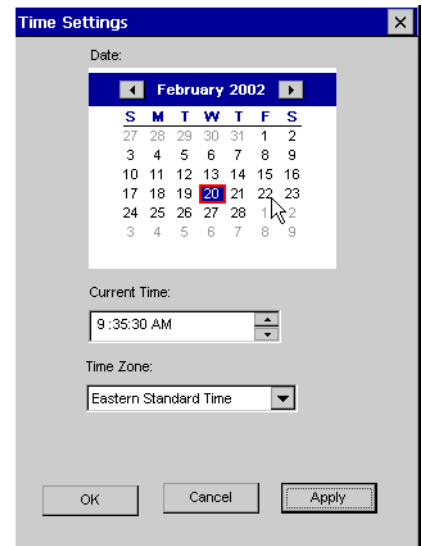 Time Settings
Date:
February 2002
S M T W T F S
27 28 29 30 31 1 2
3 4 5 6 7 8 9
10 11 12 13 14 15 16
17 18 19 20 21 22 23
24 25 26 27 28 1 2
3 4 5 6 7 8 9
Current Time:
9 :35:30 AM
Time Zone:
Eastern Standard Time
OK Cancel Apply